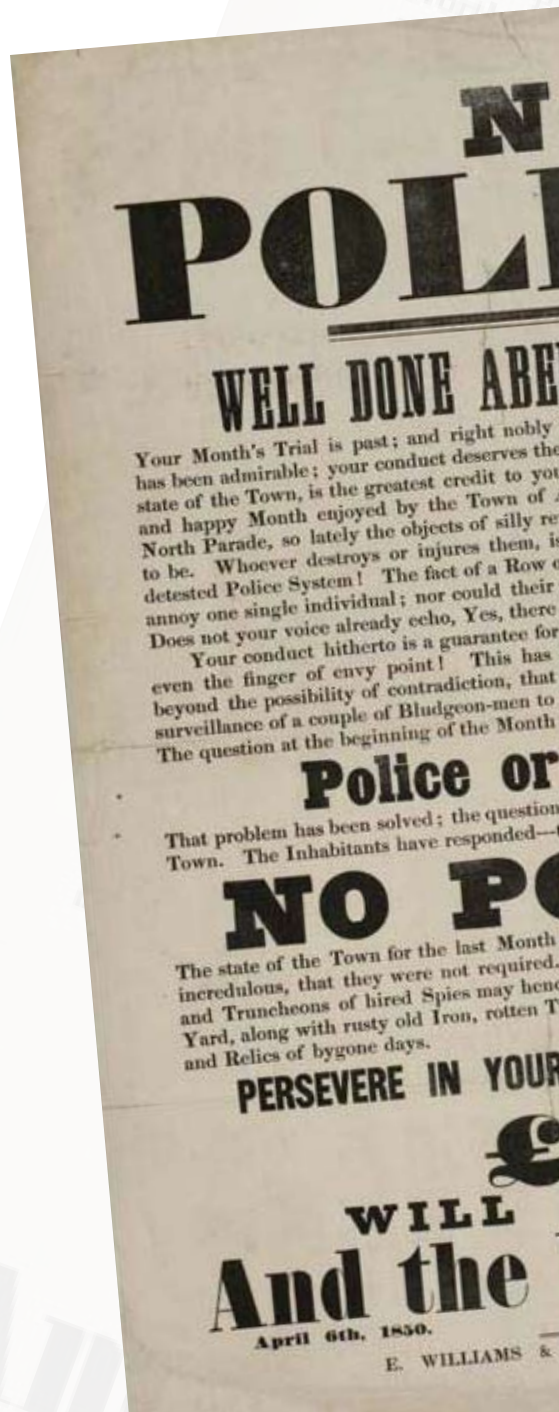 N
POLI
WELL DONE ABE
Your Month's Trial is past; and right nobly
has been admirable; your conduct deserves the
state of the Town, is the greatest credit to you
and happy Month enjoyed by the Town of
North Parade, so lately the objects of silly re
to be. Whoever destroys or injures them, is
detested Police System! The fact of a Row
annoy one single individual; nor could their
Does not your voice already echo, Yes, there
Your conduct hitherto is a guarantee for
even the finger of envy point! This has
beyond the possibility of contradiction, that
surveillance of a couple of Bludgeon-men to
The question at the beginning of the Month
Police or
That problem has been solved; the question
Town. The Inhabitants have responded—
NO PO
The state of the Town for the last Month
incredulous, that they were not required.
and Truncheons of hired Spies may henc
Yard, along with rusty old Iron, rotten T
and Relics of bygone days.
PERSEVERE IN YOUR
£
WILL
And the
April 6th, 1850.
E. WILLIAMS &